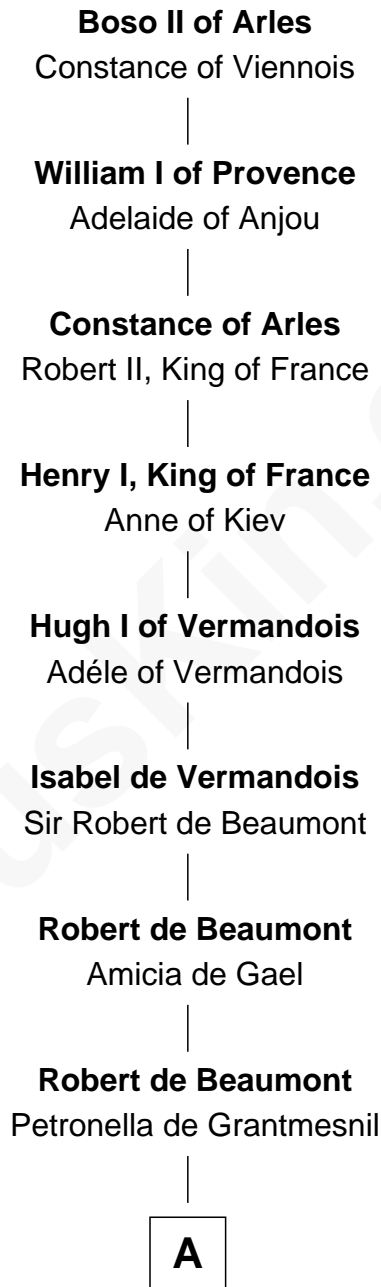 Boso II of Arles
Constance of Viennois
William I of Provence
Adelaide of Anjou
Constance of Arles
Robert II, King of France
Henry I, King of France
Anne of Kiev
Hugh I of Vermandois
Adéle of Vermandois
Isabel de Vermandois
Sir Robert de Beaumont
Robert de Beaumont
Amicia de Gael
Robert de Beaumont
Petronella de Grantmesnil
A